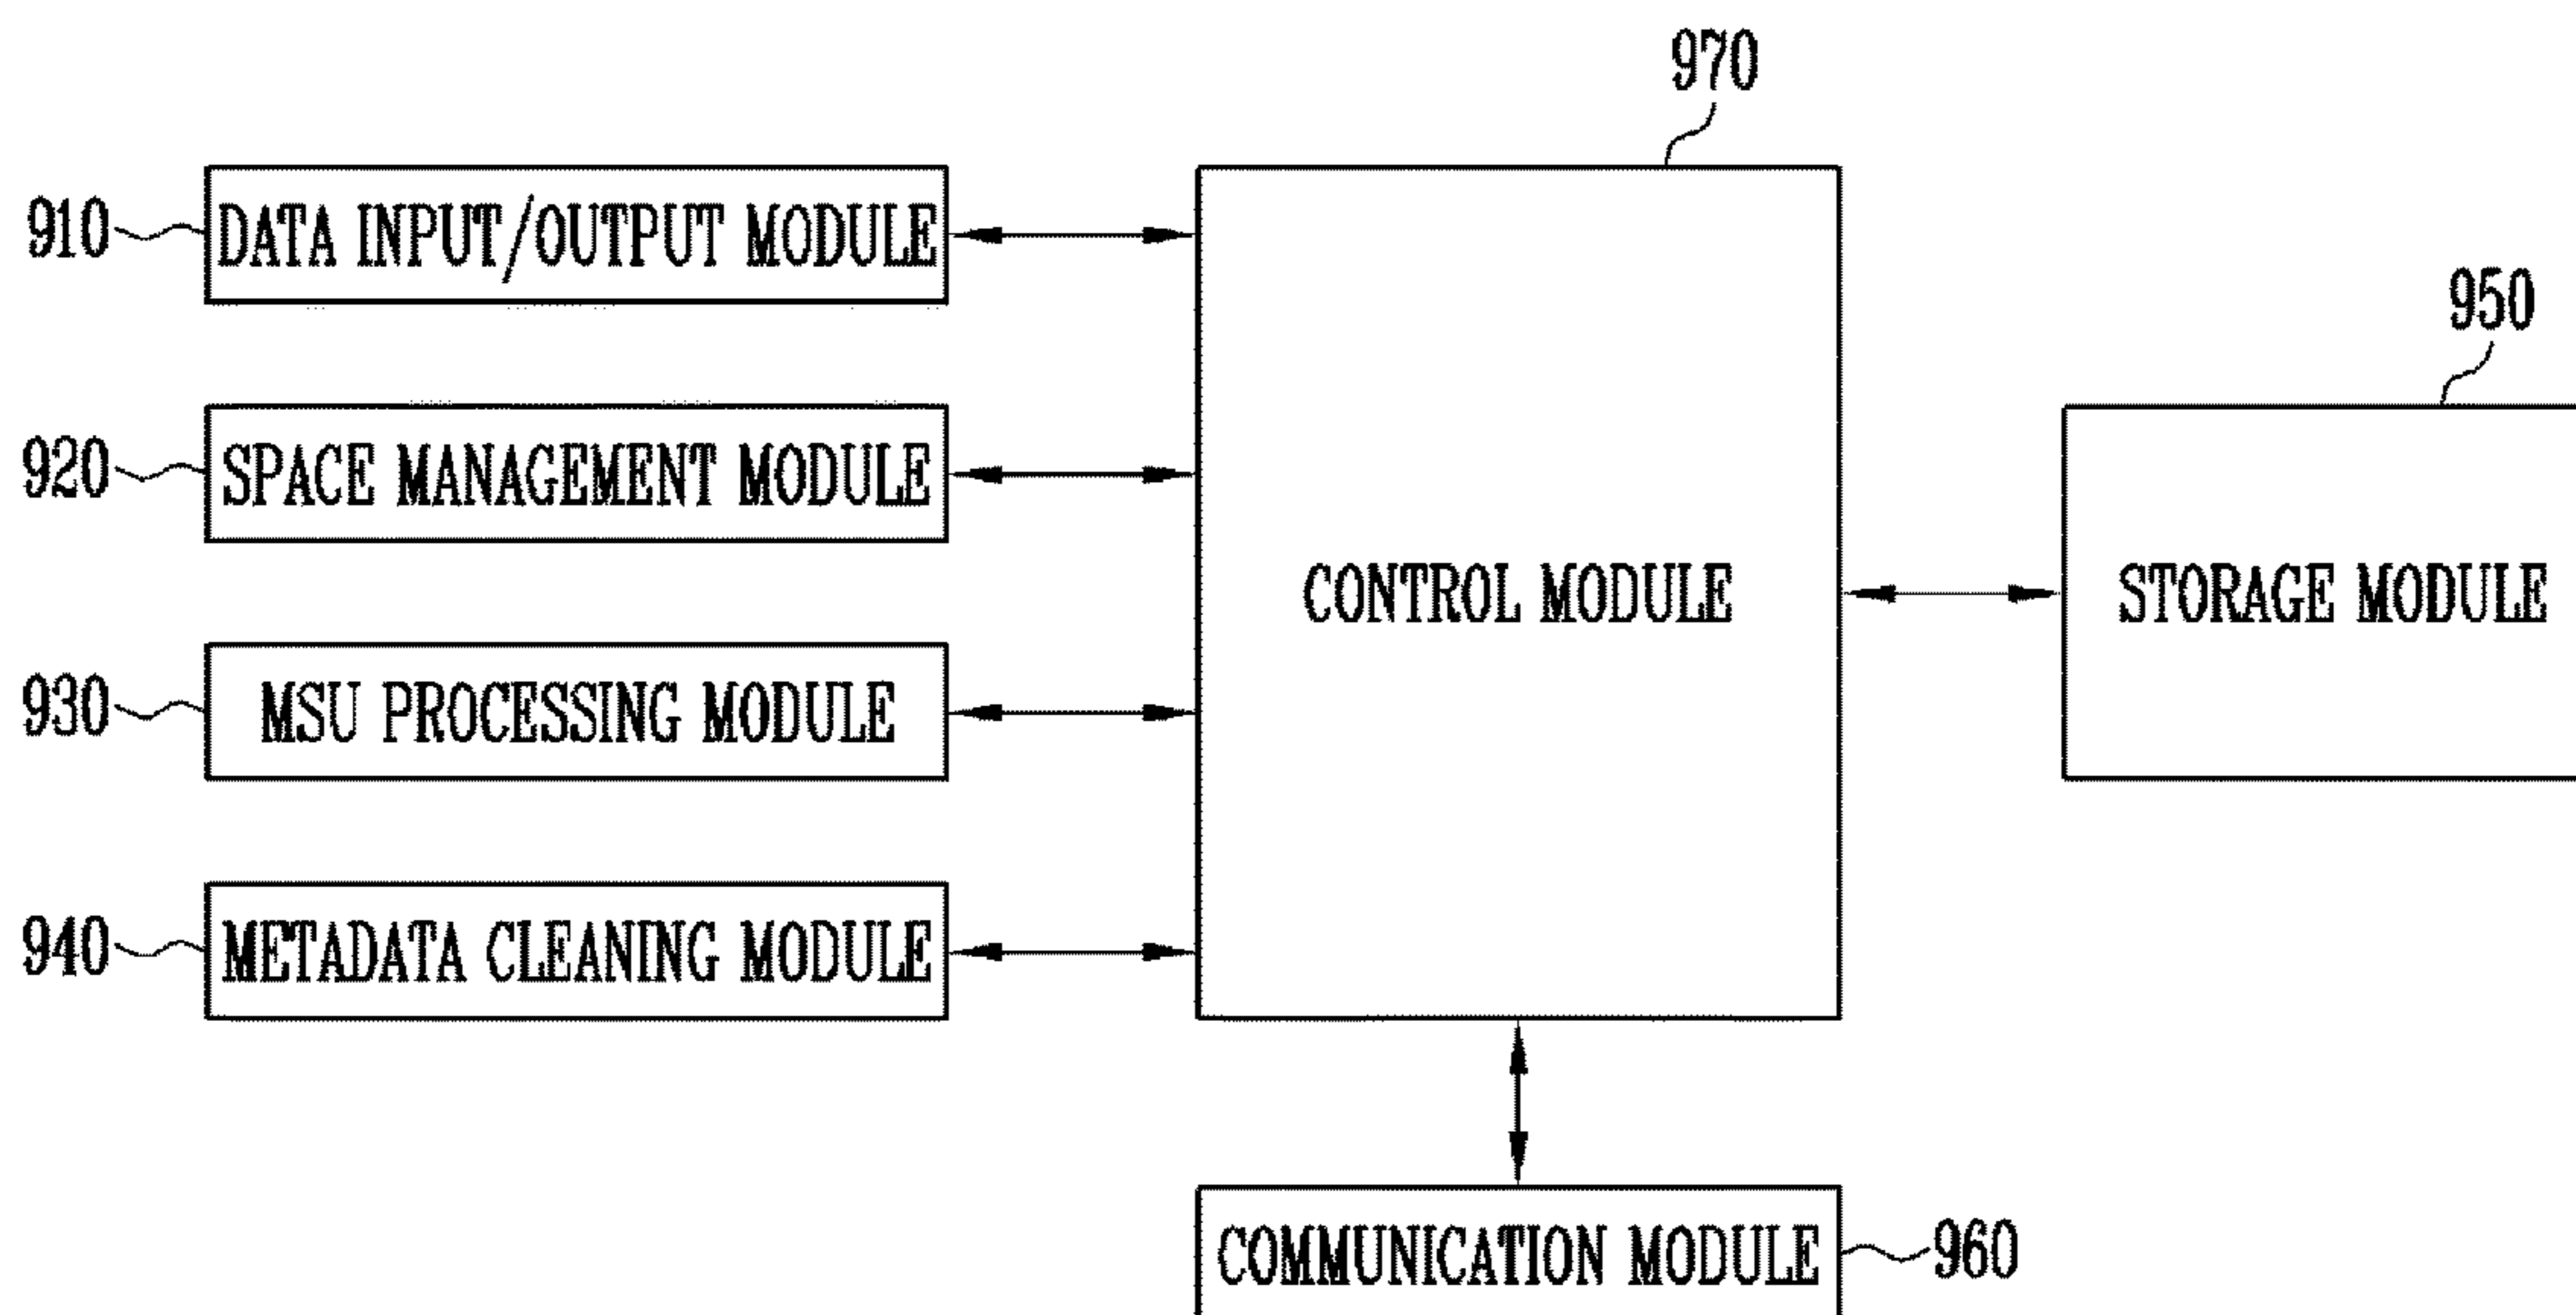 970
910
DATA INPUT/OUTPUT MODULE
950
920
SPACE MANAGEMENT MODULE
CONTROL MODULE
STORAGE MODULE
930
MSU PROCESSING MODULE
940
METADATA CLEANING MODULE
COMMUNICATION MODULE
960